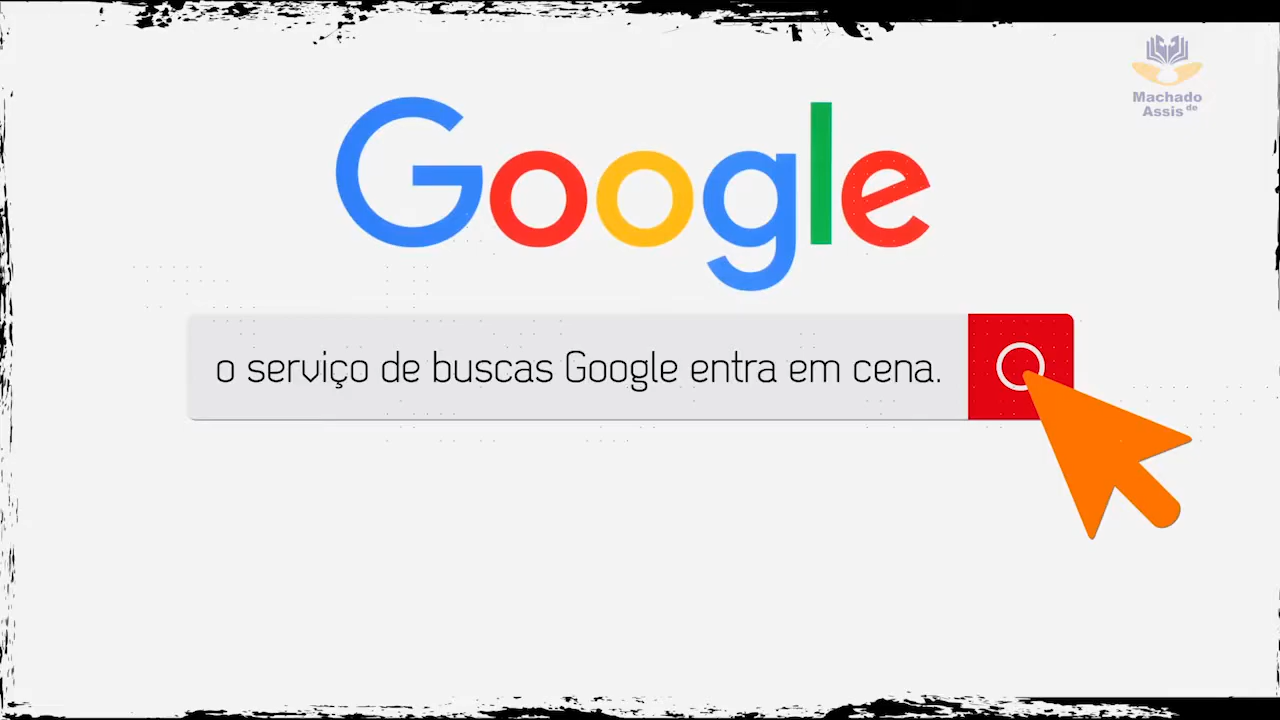 Machado
de
Assis
Google
o serviço de buscas Google entra em cena.